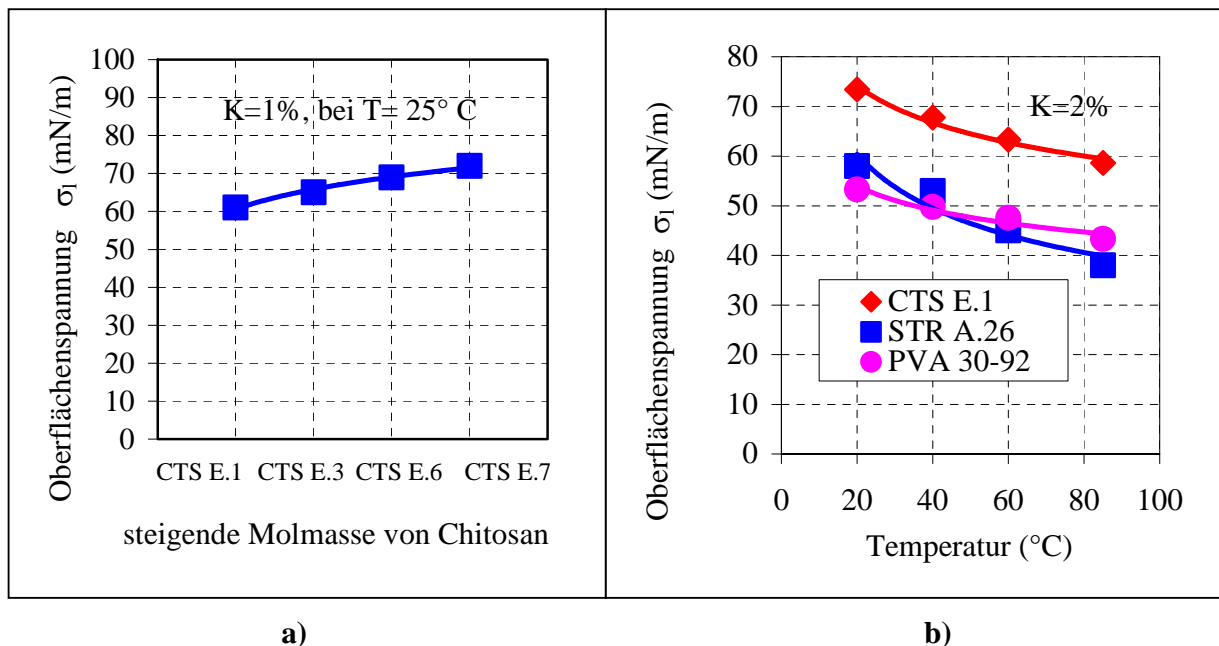 Oberflächenspannung σl (mN/m)
100
90
80
70
60
50
40
30
20
10
0
K=1%, bei T= 25° C
CTS E.1 CTS E.3 CTS E.6 CTS E.7
steigende Molmasse von Chitosan
a)
Oberflächenspannung σl (mN/m)
80
70
60
50
40
30
20
10
0
K=2%
CTS E.1
STR A.26
PVA 30-92
0 20 40 60 80 100
Temperatur (°C)
b)